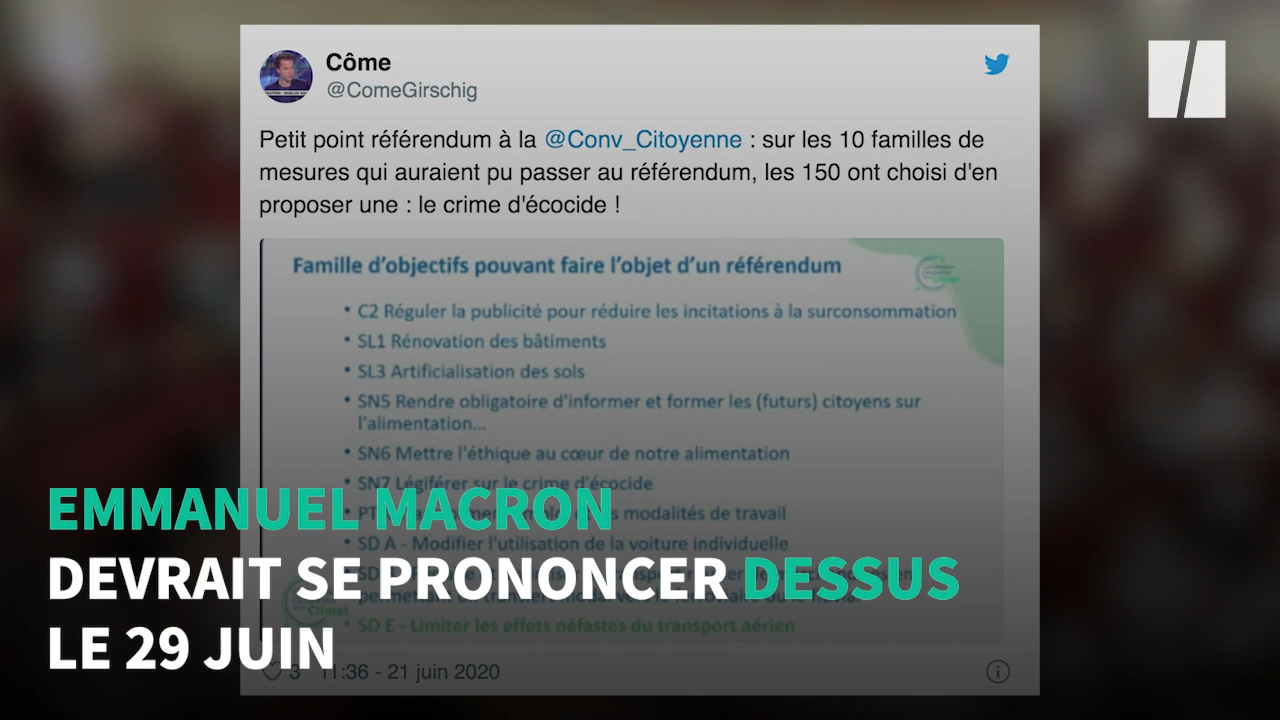 Côme
@ComeGirschig
Petit point référendum à la @Conv_Citoyenne : sur les 10 familles de
mesures qui auraient pu passer au référendum, les 150 ont choisi d'en
proposer une : le crime d'écocide !
Famille d'objectifs pouvant faire l'objet d'un référendum
• C2 Réguler la publicité pour réduire les incitations à la surconsommation
• SL1 Rénovation des bâtiments
• SL3 Artificialisation des sols
• SN5 Rendre obligatoire d'informer et former les (futurs) citoyens sur
l'alimentation...
• SN6 Mettre l'éthique au cœur de notre alimentation
• SN7 Légiférer sur le crime d'écocide
modalités de travail
• SD A - Modifier l'utilisation de la voiture individuelle
• SD E - Limiter les effets néfastes du transport aérien
Climat
EMMANUEL MACRON
DEVRAIT SE PRONONCER DESSUS
LE 29 JUIN
3 11:36 - 21 juin 2020